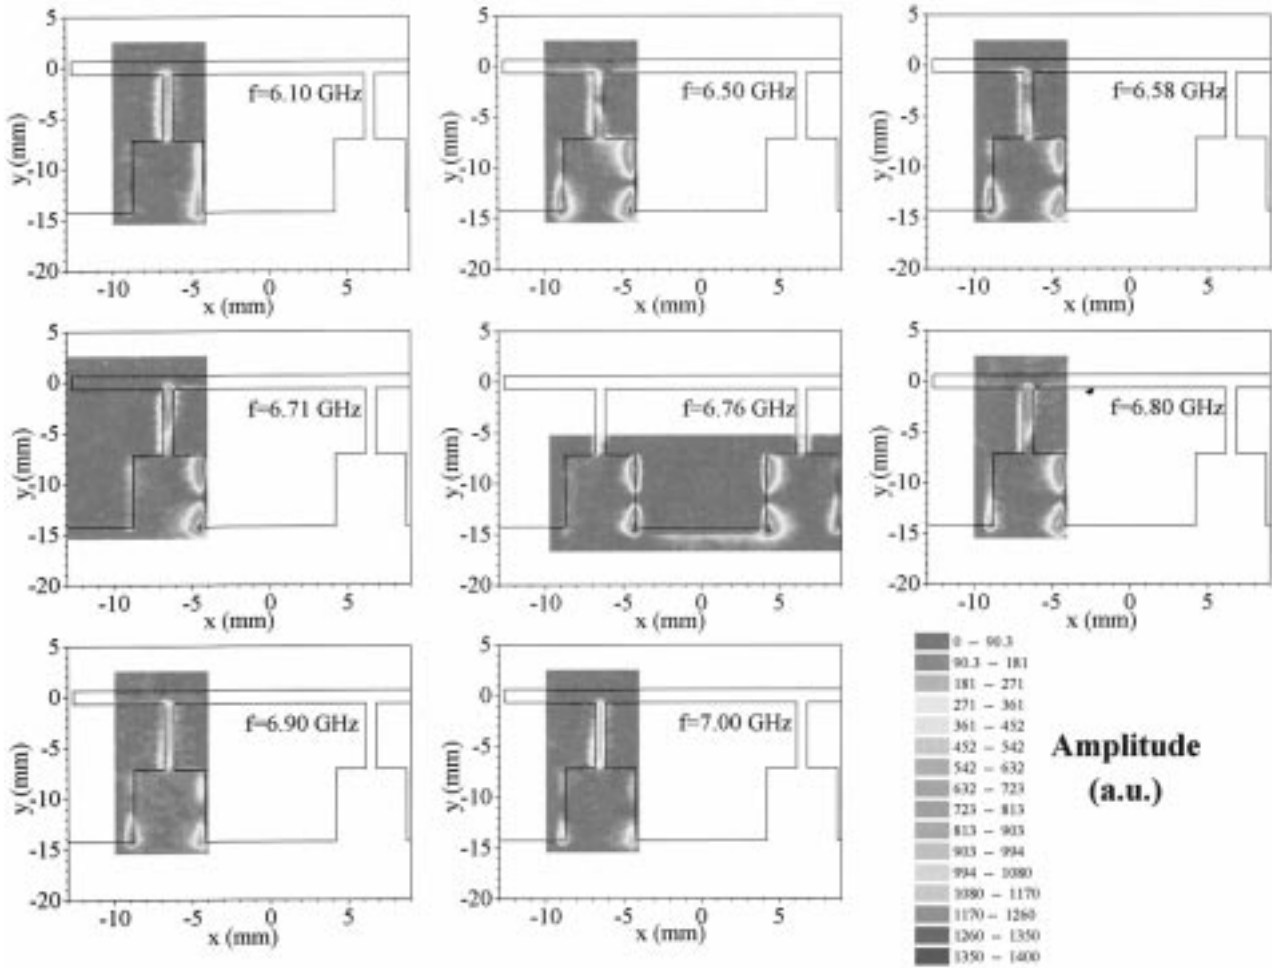 5
0
-5
-10
-15
-20
y (mm)
f=6.10 GHz
-10 -5 0 5
x (mm)
5
0
-5
-10
-15
-20
y (mm)
f=6.50 GHz
-10 -5 0 5
x (mm)
5
0
-5
-10
-15
-20
y (mm)
f=6.58 GHz
-10 -5 0 5
x (mm)
5
0
-5
-10
-15
-20
y (mm)
f=6.71 GHz
-10 -5 0 5
x (mm)
5
0
-5
-10
-15
-20
y (mm)
f=6.76 GHz
-10 -5 0 5
x (mm)
5
0
-5
-10
-15
-20
y (mm)
f=6.80 GHz
-10 -5 0 5
x (mm)
5
0
-5
-10
-15
-20
y (mm)
f=6.90 GHz
-10 -5 0 5
x (mm)
5
0
-5
-10
-15
-20
y (mm)
f=7.00 GHz
-10 -5 0 5
x (mm)
0 – 90.3
90.3 – 181
181 – 271
271 – 361
361 – 452
452 – 542
542 – 632
632 – 723
723 – 813
813 – 903
903 – 994
994 – 1080
1080 – 1170
1170 – 1260
1260 – 1350
1350 – 1400
Amplitude
(a.u.)